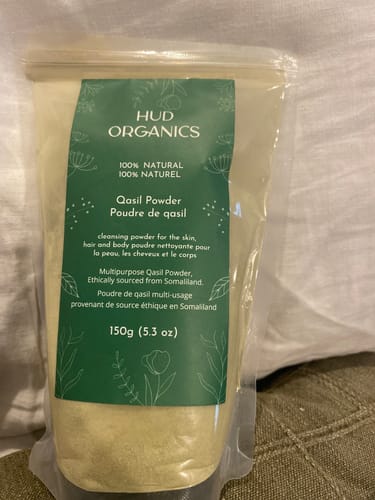 HUD
ORGANICS
100% NATURAL
100% NATUREL
Qasil Powder
Poudre de qasil
cleansing powder for the skin,
hair and body poudre nettoyante pour
la peau, les cheveux et le corps
Multipurpose Qasil Powder,
Ethically sourced from Somaliland.
Poudre de qasil multi-usage
provenant de source éthique en Somaliland
150g (5.3 oz)